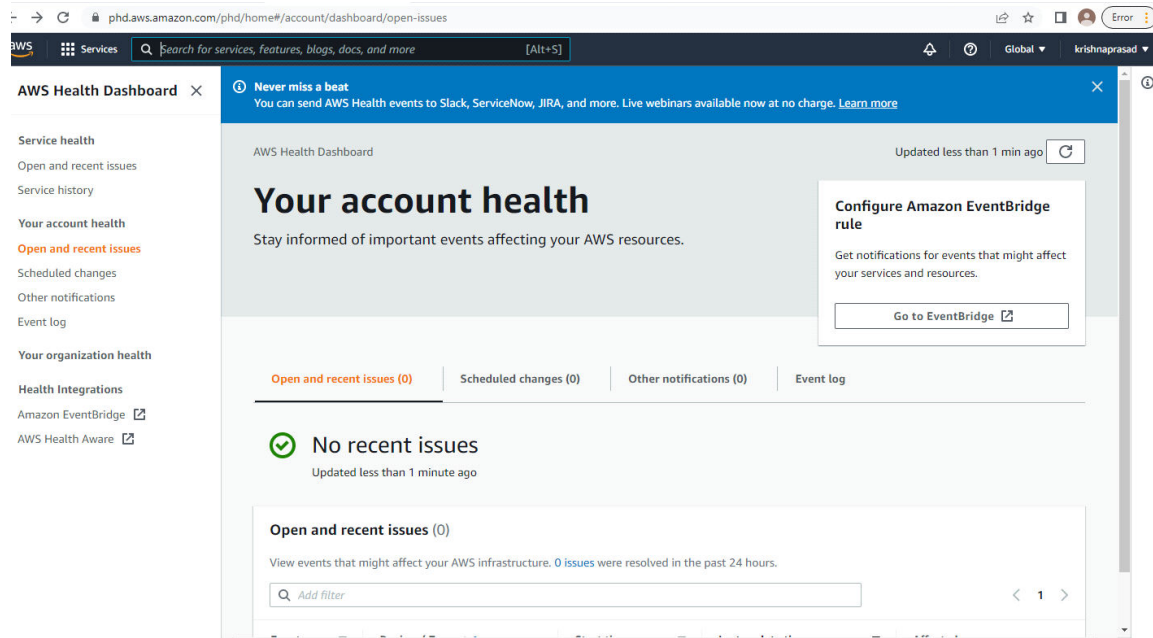 phd.aws.amazon.com/phd/home#/account/dashboard/open-issues
Error
aws
Services
Search for services, features, blogs, docs, and more [Alt+S]
Global
krishnaprasad
AWS Health Dashboard
Service health
Open and recent issues
Service history
Your account health
Open and recent issues
Scheduled changes
Other notifications
Event log
Your organization health
Health Integrations
Amazon EventBridge
AWS Health Aware
Never miss a beat
You can send AWS Health events to Slack, ServiceNow, JIRA, and more. Live webinars available now at no charge. Learn more
AWS Health Dashboard
Updated less than 1 min ago
Your account health
Stay informed of important events affecting your AWS resources.
Configure Amazon EventBridge
rule
Get notifications for events that might affect
your services and resources.
Go to EventBridge
Open and recent issues (0)
Scheduled changes (0)
Other notifications (0)
Event log
No recent issues
Updated less than 1 minute ago
Open and recent issues (0)
View events that might affect your AWS infrastructure. 0 issues were resolved in the past 24 hours.
Add filter
1